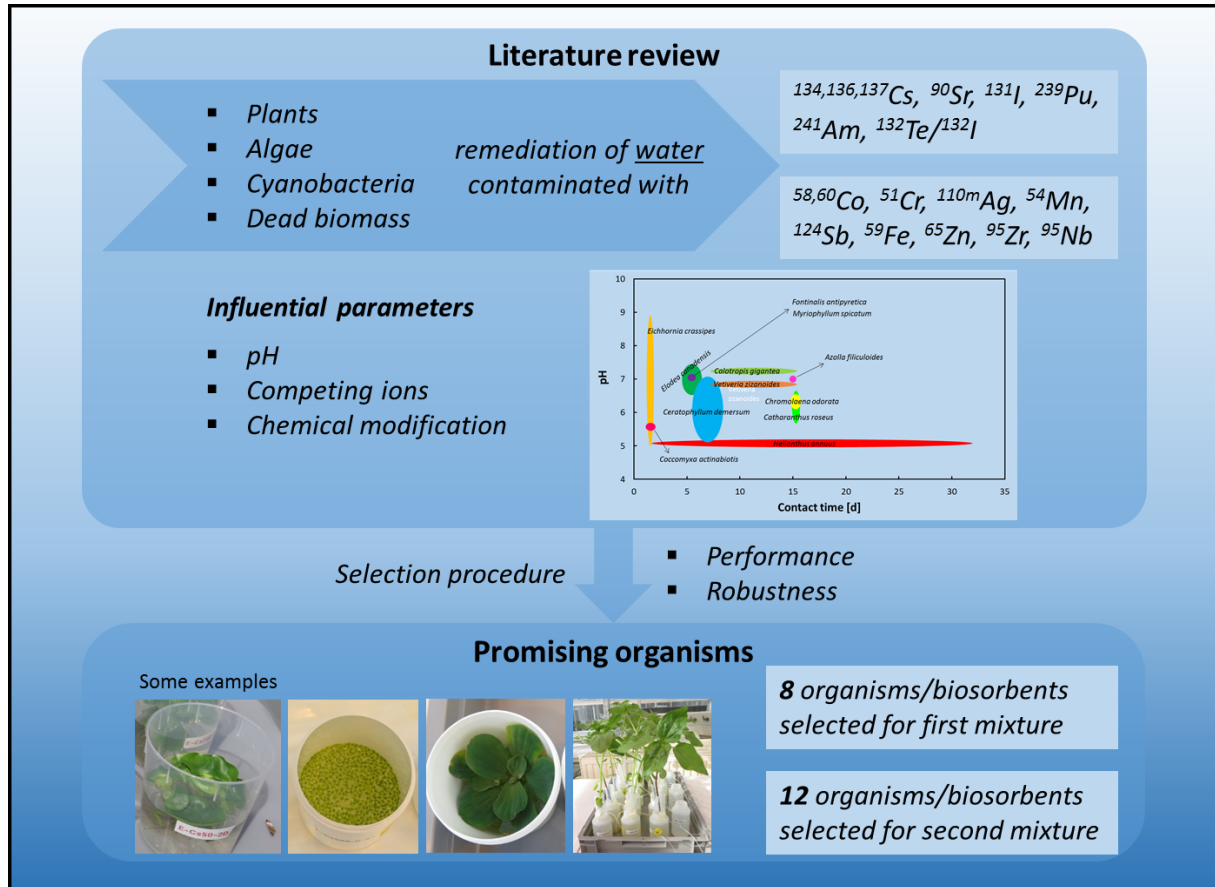 Literature review
▪ Plants
▪ Algae
▪ Cyanobacteria
▪ Dead biomass
remediation of water
contaminated with
¹³⁴,¹³⁶,¹³⁷Cs, ⁹⁰Sr, ¹³¹I, ²³⁹Pu,
²⁴¹Am, ¹³²Te/¹³²I
⁵⁸,⁶⁰Co, ⁵¹Cr, ¹¹⁰ᵐAg, ⁵⁴Mn,
¹²⁴Sb, ⁵⁹Fe, ⁶⁵Zn, ⁹⁵Zr, ⁹⁵Nb
Influential parameters
▪ pH
▪ Competing ions
▪ Chemical modification
10
9
8
7
6
5
4
pH
Fontinalis antipyretica
Myriophyllum spicatum
Eichhornia crassipes
Elodea canadensis
Azolla filiculoides
Calotropis gigantea
Vetiveria zizanoides
zizanoides
Chromolaena odorata
Ceratophyllum demersum
Catharanthus roseus
Helianthus annuus
Coccomyxa actinabiotis
0 5 10 15 20 25 30 35
Contact time [d]
Selection procedure
▪ Performance
▪ Robustness
Promising organisms
Some examples
E-Cs50-20
8 organisms/biosorbents
selected for first mixture
12 organisms/biosorbents
selected for second mixture